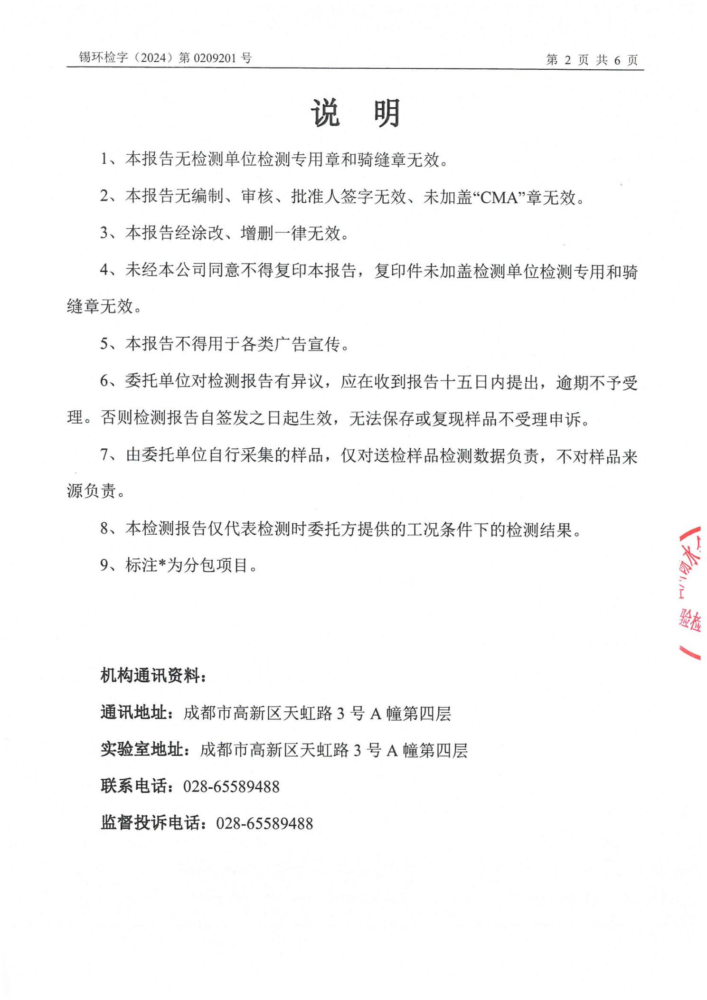 锡环检字（2024）第 0209201 号
第 2 页 共 6 页
说 明
1、本报告无检测单位检测专用章和骑缝章无效。
2、本报告无编制、审核、批准人签字无效、未加盖“CMA”章无效。
3、本报告经涂改、增删一律无效。
4、未经本公司同意不得复印本报告，复印件未加盖检测单位检测专用和骑
缝章无效。
5、本报告不得用于各类广告宣传。
6、委托单位对检测报告有异议，应在收到报告十五日内提出，逾期不予受
理。否则检测报告自签发之日起生效，无法保存或复现样品不受理申诉。
7、由委托单位自行采集的样品，仅对送检样品检测数据负责，不对样品来
源负责。
8、本检测报告仅代表检测时委托方提供的工况条件下的检测结果。
9、标注*为分包项目。
水
验检
机构通讯资料：
通讯地址：成都市高新区天虹路 3 号 A 幢第四层
实验室地址：成都市高新区天虹路 3 号 A 幢第四层
联系电话：028-65589488
监督投诉电话：028-65589488